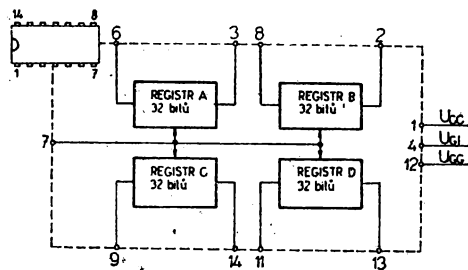 14 8
1 7
6 3 8 2
REGISTR A
32 bitů
REGISTR B
32 bitů
1 UCC
7
4 UGI
12 UGG
REGISTR C
32 bitů
REGISTR D
32 bitů
9 14 11 13